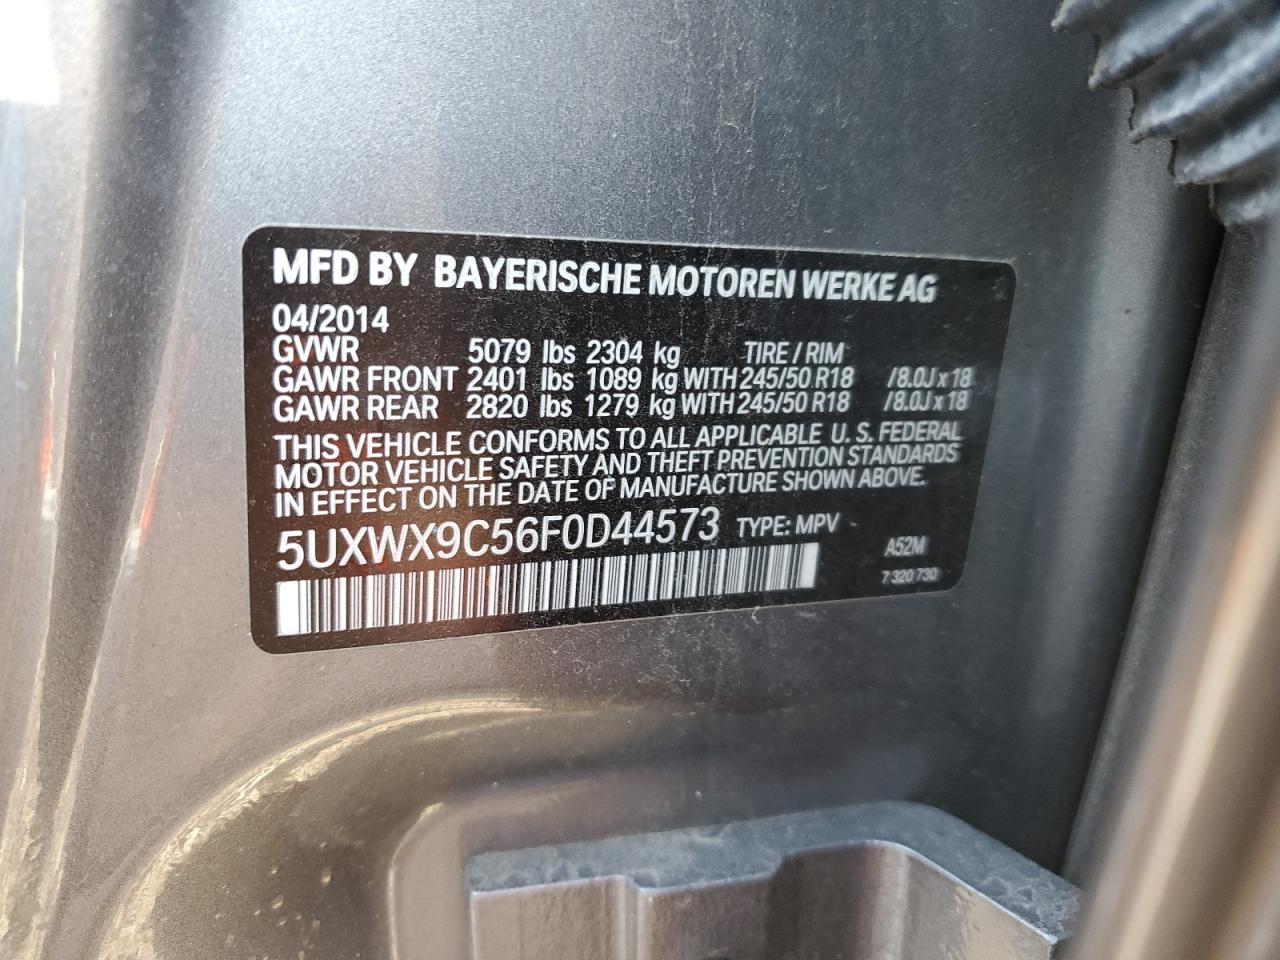 MFD BY BAYERISCHE MOTOREN WERKE AG
04/2014
GVWR 5079 lbs 2304 kg TIRE / RIM
GAWR FRONT 2401 lbs 1089 kg WITH 245/50 R18 /8.0J x 18
GAWR REAR 2820 lbs 1279 kg WITH 245/50 R18 /8.0J x 18
THIS VEHICLE CONFORMS TO ALL APPLICABLE U. S. FEDERAL
MOTOR VEHICLE SAFETY AND THEFT PREVENTION STANDARDS
IN EFFECT ON THE DATE OF MANUFACTURE SHOWN ABOVE.
5UXWX9C56F0D44573 TYPE: MPV
A52M
7 320 730